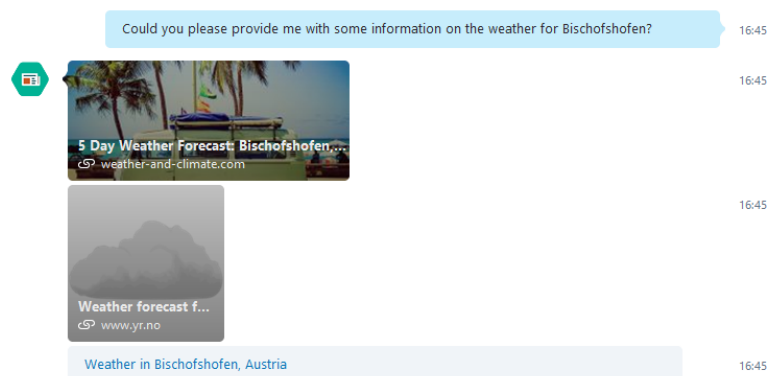 Could you please provide me with some information on the weather for Bischofshofen?
16:45
16:45
5 Day Weather Forecast: Bischofshofen,...
weather-and-climate.com
16:45
Weather forecast f...
www.yr.no
Weather in Bischofshofen, Austria
16:45